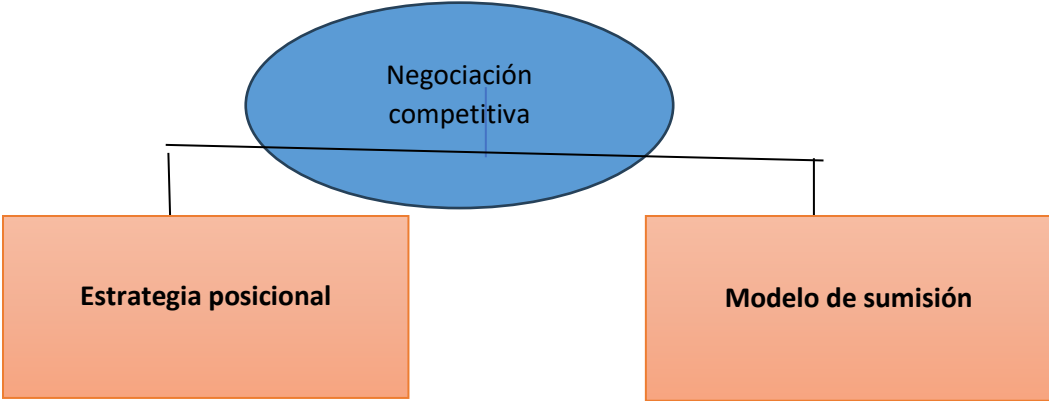 Negociación
competitiva
Estrategia posicional
Modelo de sumisión